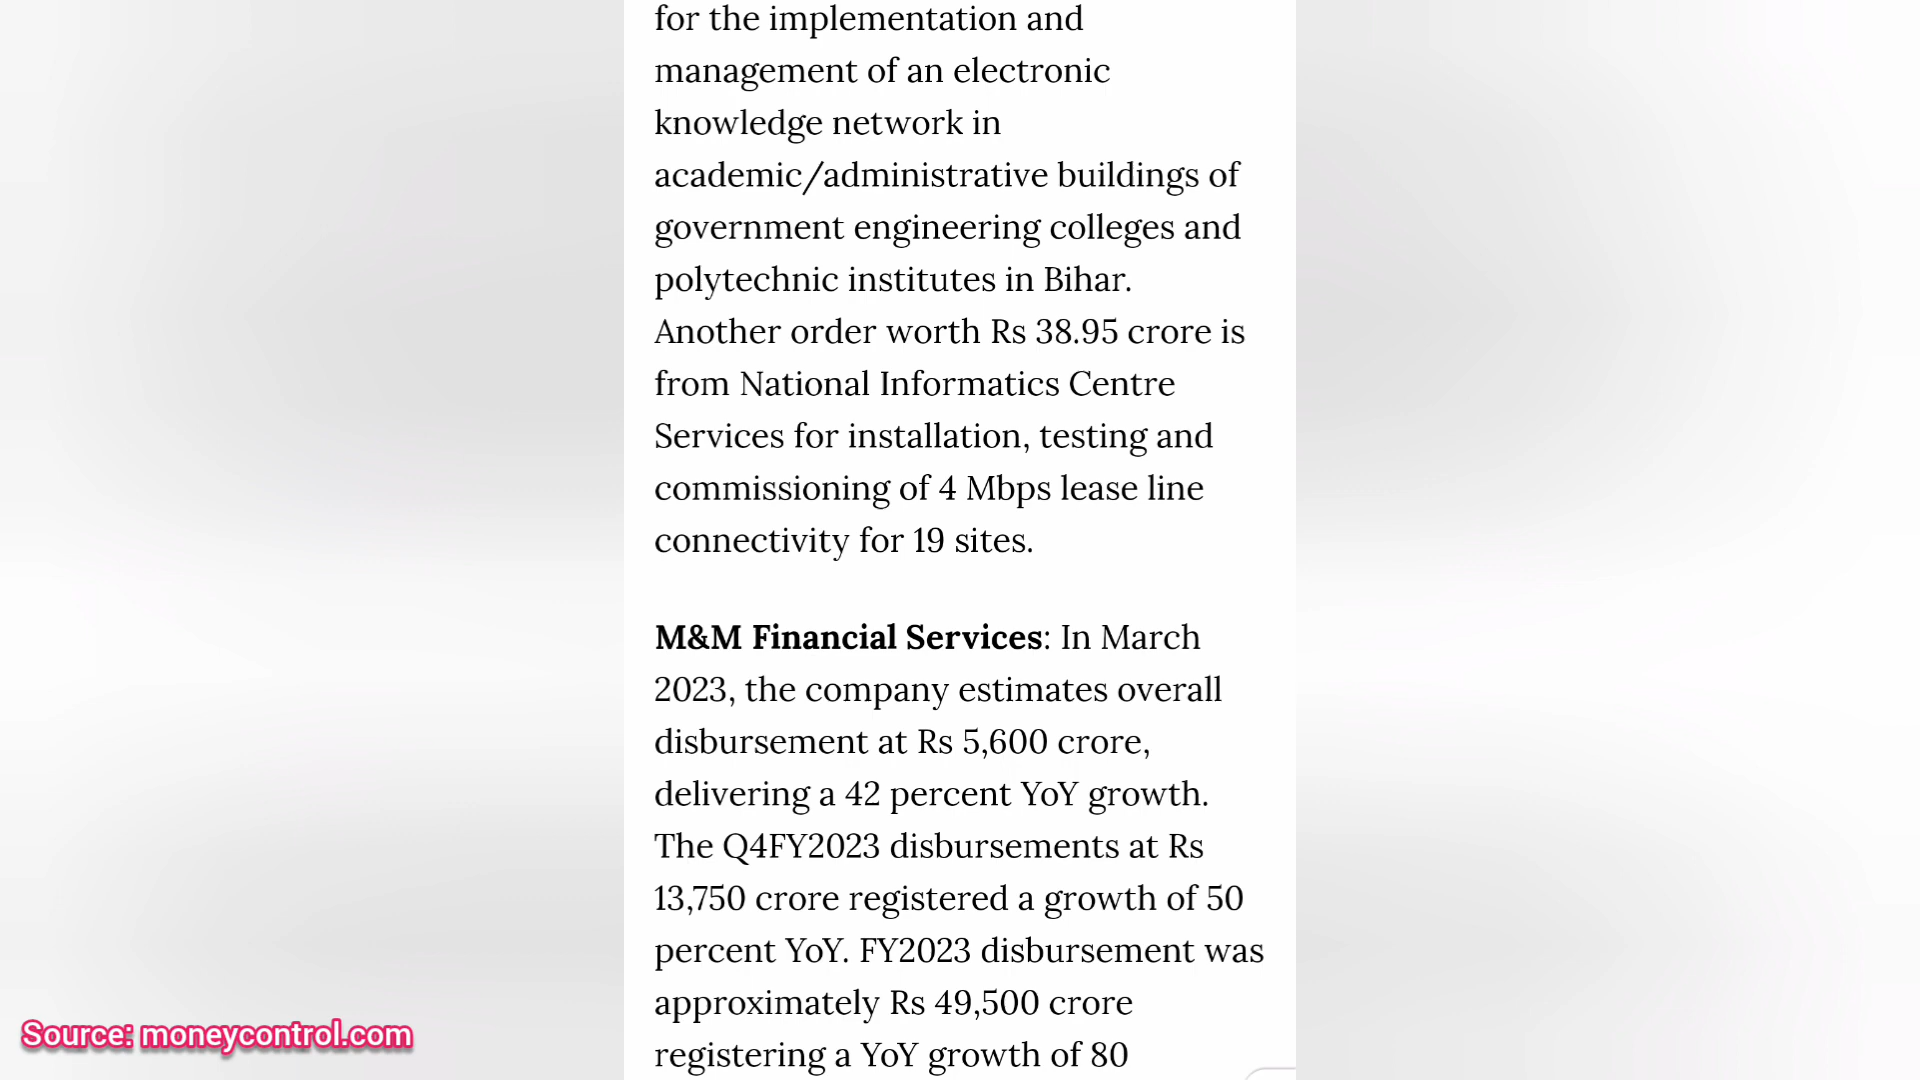 for the implementation and
management of an electronic
knowledge network in
academic/administrative buildings of
government engineering colleges and
polytechnic institutes in Bihar.
Another order worth Rs 38.95 crore is
from National Informatics Centre
Services for installation, testing and
commissioning of 4 Mbps lease line
connectivity for 19 sites.
M&M Financial Services: In March
2023, the company estimates overall
disbursement at Rs 5,600 crore,
delivering a 42 percent YoY growth.
The Q4FY2023 disbursements at Rs
13,750 crore registered a growth of 50
percent YoY. FY2023 disbursement was
approximately Rs 49,500 crore
registering a YoY growth of 80
Source: moneycontrol.com